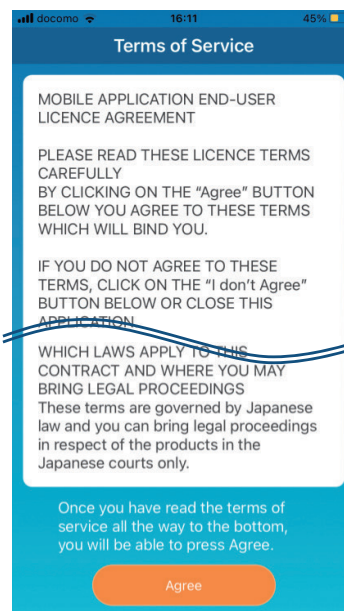 docomo 16:11 45%
Terms of Service
MOBILE APPLICATION END-USER
LICENCE AGREEMENT
PLEASE READ THESE LICENCE TERMS
CAREFULLY
BY CLICKING ON THE “Agree” BUTTON
BELOW YOU AGREE TO THESE TERMS
WHICH WILL BIND YOU.
IF YOU DO NOT AGREE TO THESE
TERMS, CLICK ON THE “I don’t Agree”
BUTTON BELOW OR CLOSE THIS
APPLICATION
WHICH LAWS APPLY TO THIS
CONTRACT AND WHERE YOU MAY
BRING LEGAL PROCEEDINGS
These terms are governed by Japanese
law and you can bring legal proceedings
in respect of the products in the
Japanese courts only.
Once you have read the terms of
service all the way to the bottom,
you will be able to press Agree.
Agree